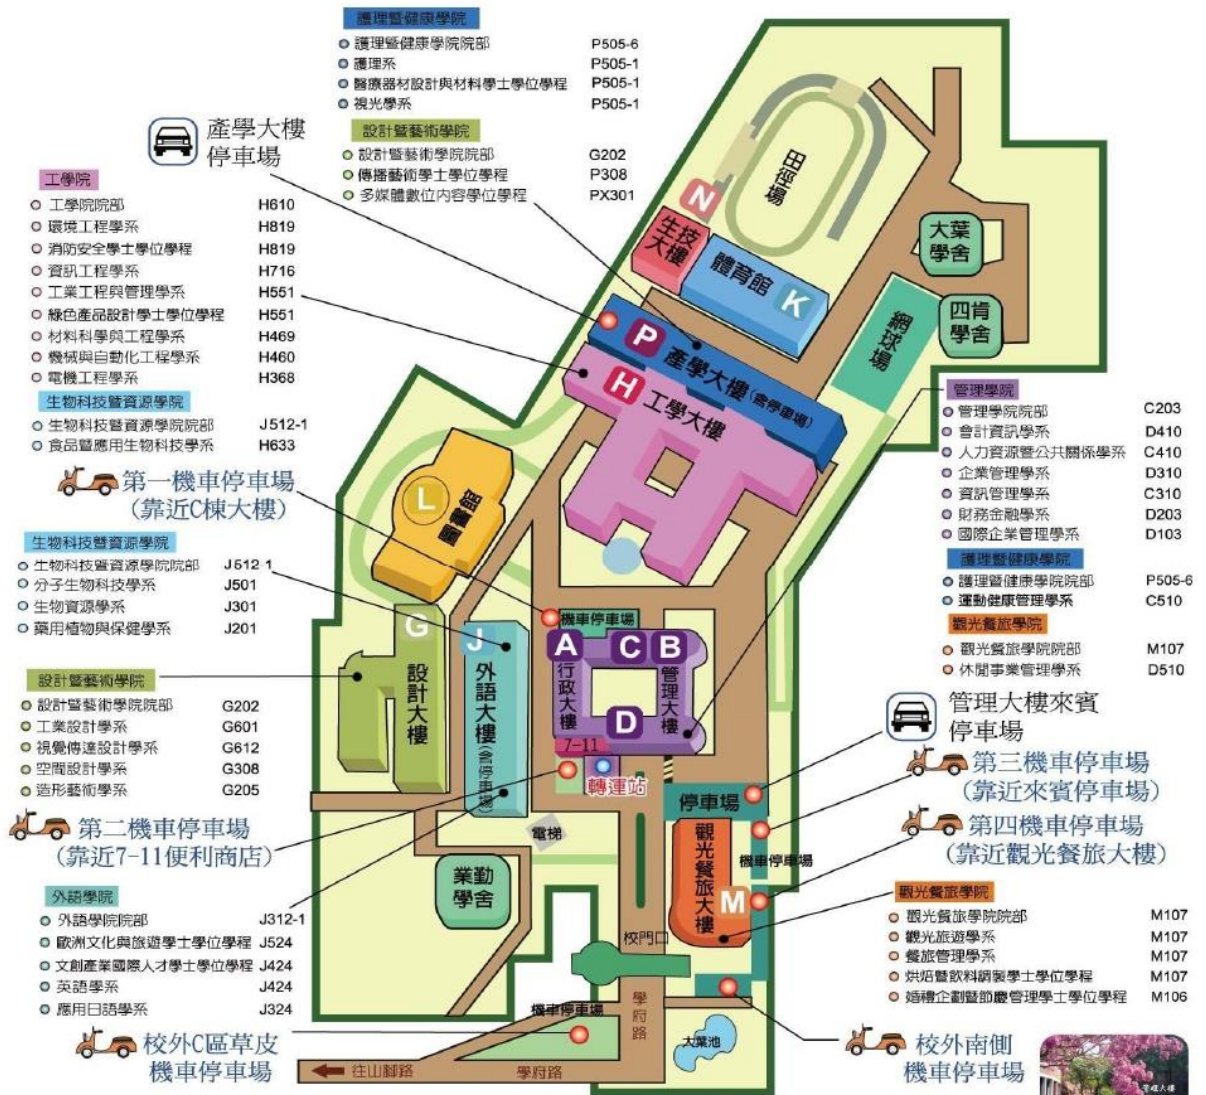 護理暨健康學院
護理暨健康學院院部 P505-6
護理系 P505-1
醫療器材設計與材料學士學位學程 P505-1
視光學系 P505-1
設計暨藝術學院
設計暨藝術學院院部 G202
傳播藝術學士學位學程 P308
多媒體數位內容學位學程 PX301
產學大樓
停車場
工學院
工學院院部 H610
環境工程學系 H819
消防安全學士學位學程 H819
資訊工程學系 H716
工業工程與管理學系 H551
綠色產品設計學士學位學程 H551
材料科學與工程學系 H469
機械與自動化工程學系 H460
電機工程學系 H368
生物科技暨資源學院
生物科技暨資源學院院部 J512-1
食品暨應用生物科技學系 H633
第一機車停車場
(靠近C棟大樓)
生物科技暨資源學院
生物科技暨資源學院院部 J512-1
分子生物科技學系 J501
生物資源學系 J301
藥用植物與保健學系 J201
設計暨藝術學院
設計暨藝術學院院部 G202
工業設計學系 G601
視覺傳達設計學系 G612
空間設計學系 G308
造形藝術學系 G205
第二機車停車場
(靠近7-11便利商店)
外語學院
外語學院院部 J312-1
歐洲文化與旅遊學士學位學程 J524
文創產業國際人才學士學位學程 J424
英語學系 J424
應用日語學系 J324
校外C區草皮
機車停車場
田徑場
N
生技大樓
體育館
K
大葉學舍
四肯學舍
網球場
P
產學大樓(含停車場)
H
工學大樓
L
圖書館
G
設計大樓
J
外語大樓(含停車場)
機車停車場
A
行政大樓
C
B
管理大樓
D
7-11
轉運站
電梯
業勤學舍
停車場
觀光餐旅大樓
M
機車停車場
校門口
機車停車場
學府路
大葉池
往山腳路
學府路
管理學院
管理學院院部 C203
會計資訊學系 D410
人力資源暨公共關係學系 C410
企業管理學系 D310
資訊管理學系 C310
財務金融學系 D203
國際企業管理學系 D103
護理暨健康學院
護理暨健康學院院部 P505-6
運動健康管理學系 C510
觀光餐旅學院
觀光餐旅學院院部 M107
休閒事業管理學系 D510
管理大樓來賓
停車場
第三機車停車場
(靠近來賓停車場)
第四機車停車場
(靠近觀光餐旅大樓)
觀光餐旅學院
觀光餐旅學院院部 M107
觀光旅遊學系 M107
餐旅管理學系 M107
烘焙暨飲料調製學士學位學程 M107
婚禮企劃暨節慶管理學士學位學程 M106
校外南側
機車停車場
管理大樓